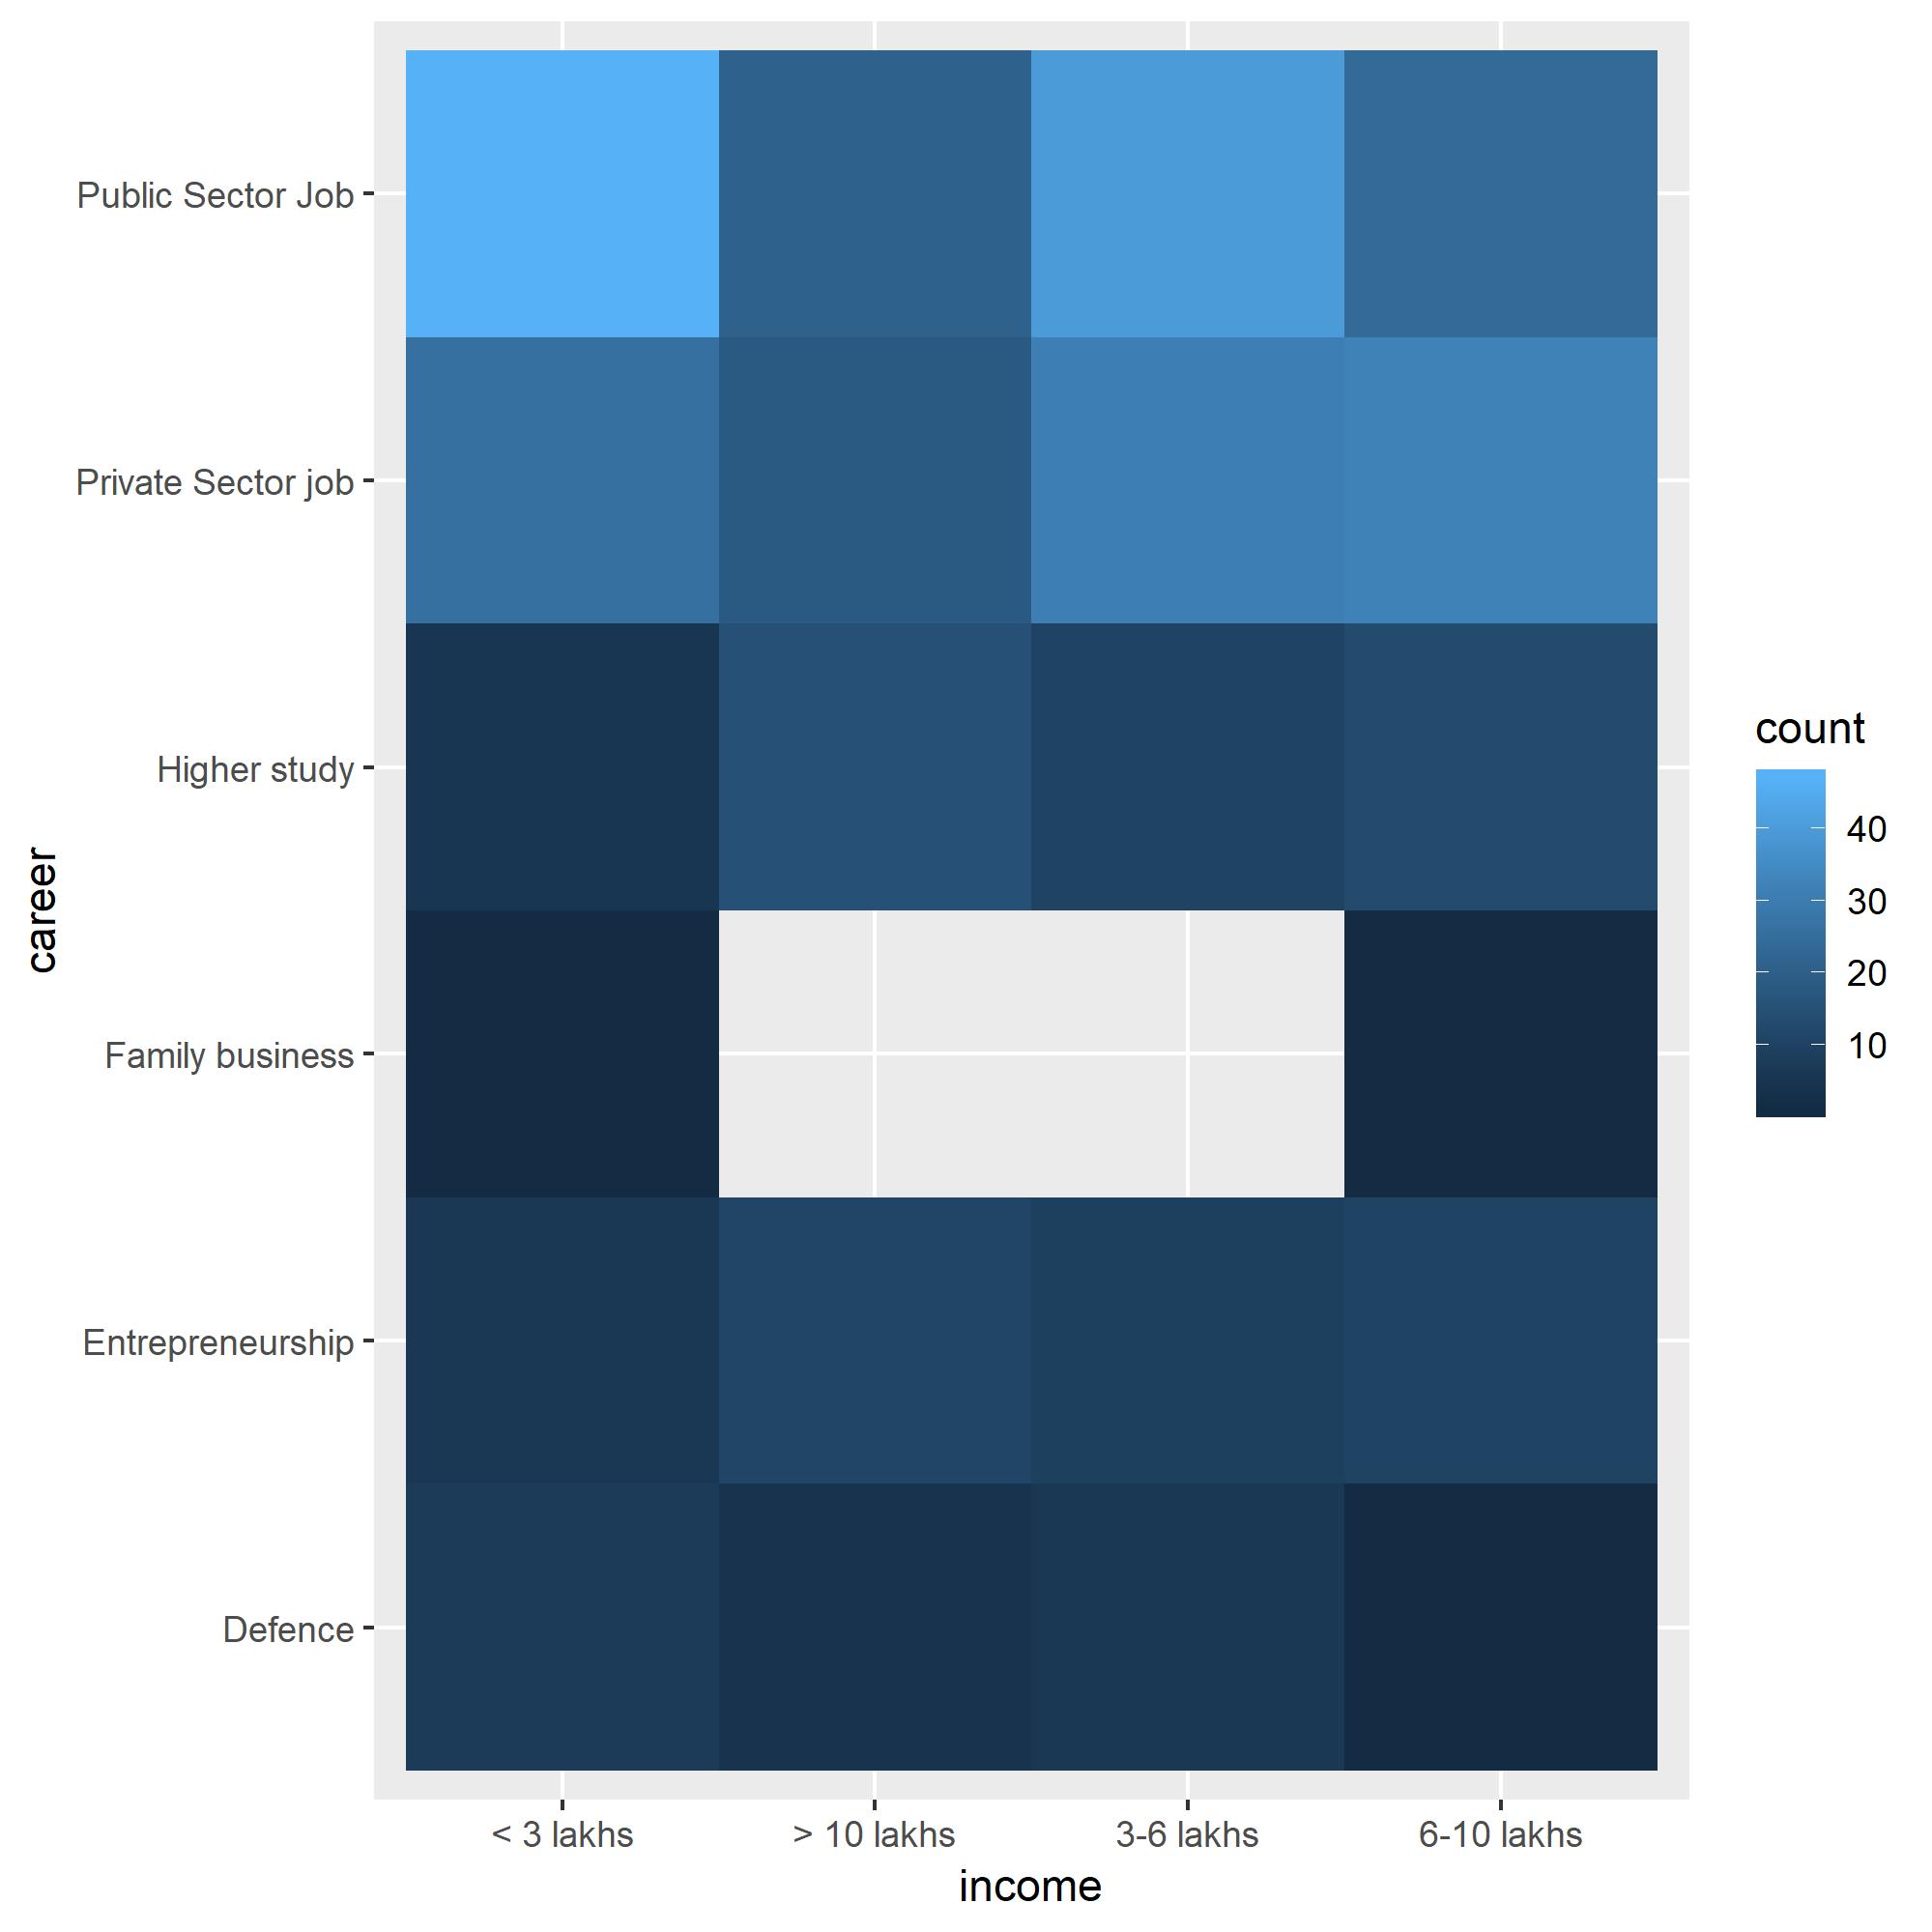 Public Sector Job
Private Sector job
Higher study
Family business
Entrepreneurship
Defence
career
< 3 lakhs
> 10 lakhs
3-6 lakhs
6-10 lakhs
income
count
40
30
20
10